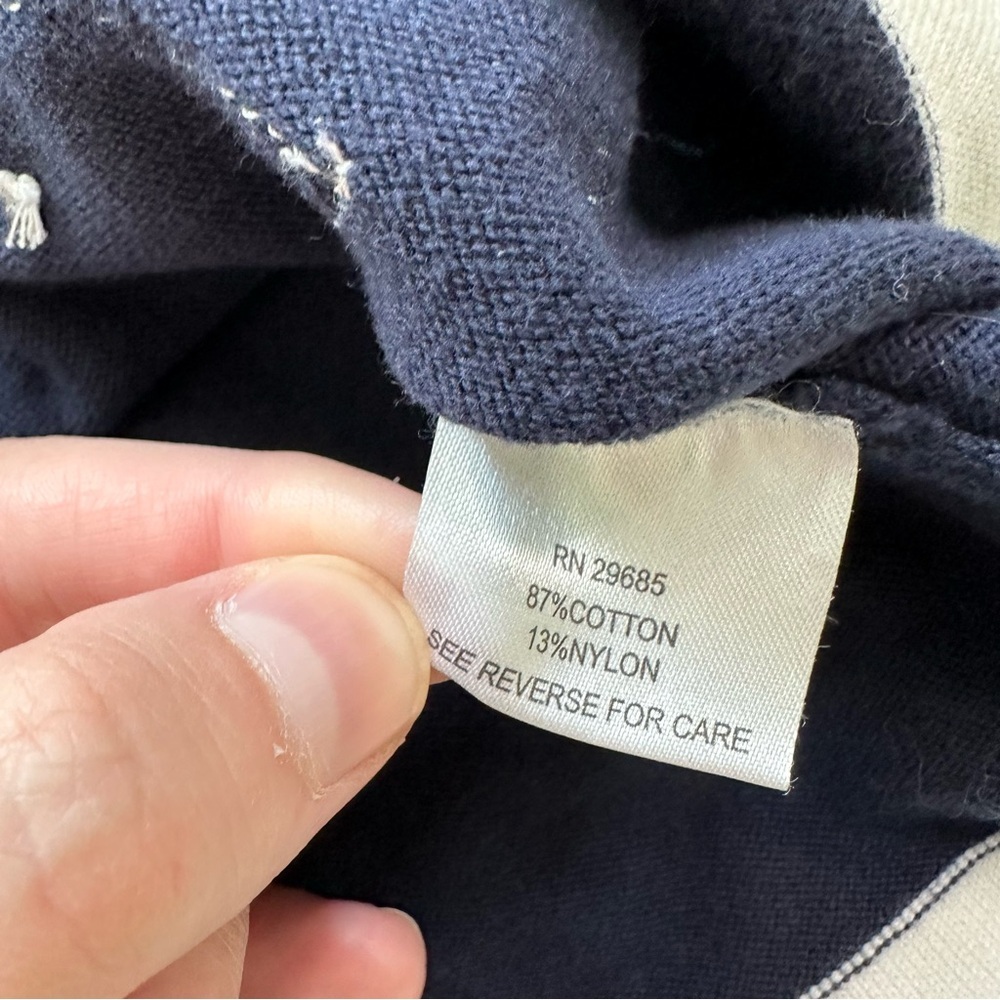 RN 29685
87%COTTON
13%NYLON
SEE REVERSE FOR CARE